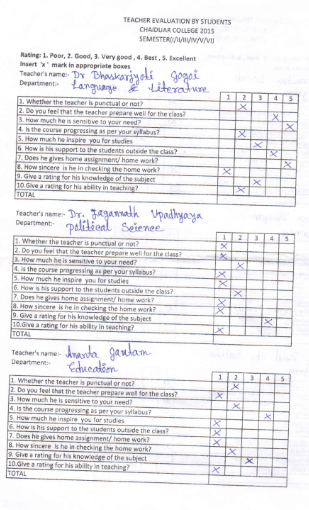 TEACHER EVALUATION BY STUDENTS
CHAIDUAR COLLEGE 2015
SEMESTER(I/II/III/IV/V/VI)
Rating: 1. Poor, 2. Good, 3. Very good, 4. Best, 5. Excellent
Insert 'x' mark in appropriate boxes
Teacher's name:- Dr Bhaskarjyoti Gogoi
Department:- Language & Literature
1 2 3 4 5
1. Whether the teacher is punctual or not? x
2. Do you feel that the teacher prepare well for the class? x
3. How much he is sensitive to your need? x
4. Is the course progressing as per your syllabus? x
5. How much he inspire you for studies x
6. How is his support to the students outside the class? x
7. Does he gives home assignment/ home work? x
8. How sincere is he in checking the home work? x
9. Give a rating for his knowledge of the subject x
10.Give a rating for his ability in teaching? x
TOTAL
Teacher's name:- Dr. Jagannath Upadhyaya
Department:- Political Science
1 2 3 4 5
1. Whether the teacher is punctual or not? x
2. Do you feel that the teacher prepare well for the class? x
3. How much he is sensitive to your need? x
4. Is the course progressing as per your syllabus? x
5. How much he inspire you for studies x
6. How is his support to the students outside the class? x
7. Does he gives home assignment/ home work? x
8. How sincere is he in checking the home work? x
9. Give a rating for his knowledge of the subject x
10.Give a rating for his ability in teaching? x
TOTAL
Teacher's name:- Ananta Gautam
Department:- Education
1 2 3 4 5
1. Whether the teacher is punctual or not? x
2. Do you feel that the teacher prepare well for the class? x
3. How much he is sensitive to your need? x
4. Is the course progressing as per your syllabus? x
5. How much he inspire you for studies x
6. How is his support to the students outside the class? x
7. Does he gives home assignment/ home work? x
8. How sincere is he in checking the home work? x
9. Give a rating for his knowledge of the subject x
10.Give a rating for his ability in teaching? x
TOTAL